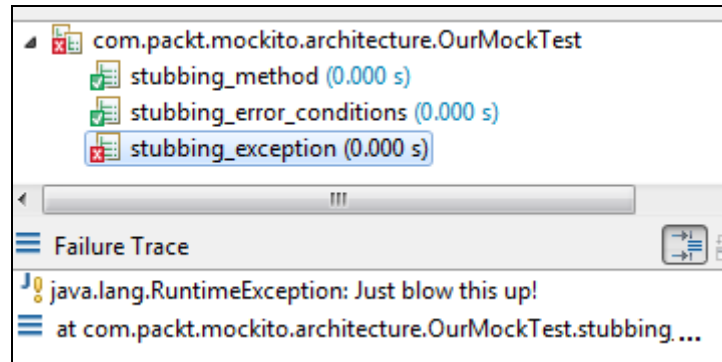 com.packt.mockito.architecture.OurMockTest
stubbing_method (0.000 s)
stubbing_error_conditions (0.000 s)
stubbing_exception (0.000 s)
Failure Trace
java.lang.RuntimeException: Just blow this up!
at com.packt.mockito.architecture.OurMockTest.stubbing ...